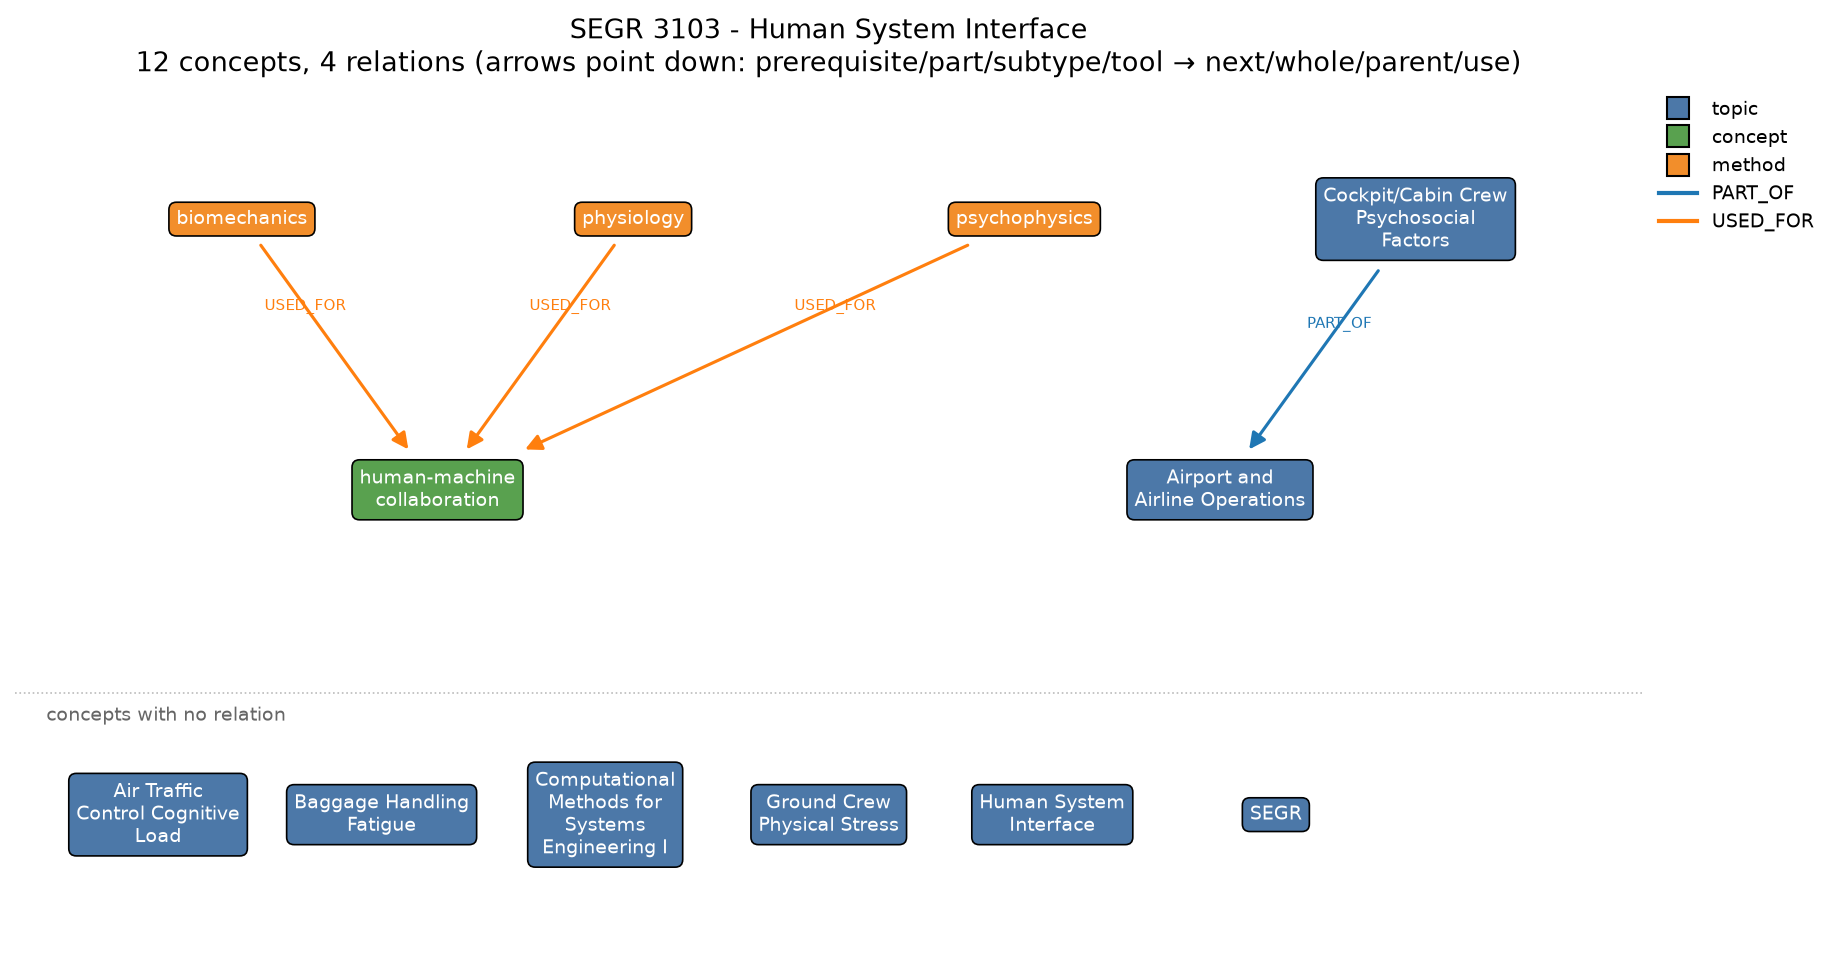 SEGR 3103 - Human System Interface
12 concepts, 4 relations (arrows point down: prerequisite/part/subtype/tool → next/whole/parent/use)
topic
concept
method
PART_OF
USED_FOR
biomechanics
physiology
psychophysics
Cockpit/Cabin Crew
Psychosocial
Factors
USED_FOR
USED_FOR
USED_FOR
PART_OF
human-machine
collaboration
Airport and
Airline Operations
concepts with no relation
Air Traffic
Control Cognitive
Load
Baggage Handling
Fatigue
Computational
Methods for
Systems
Engineering I
Ground Crew
Physical Stress
Human System
Interface
SEGR